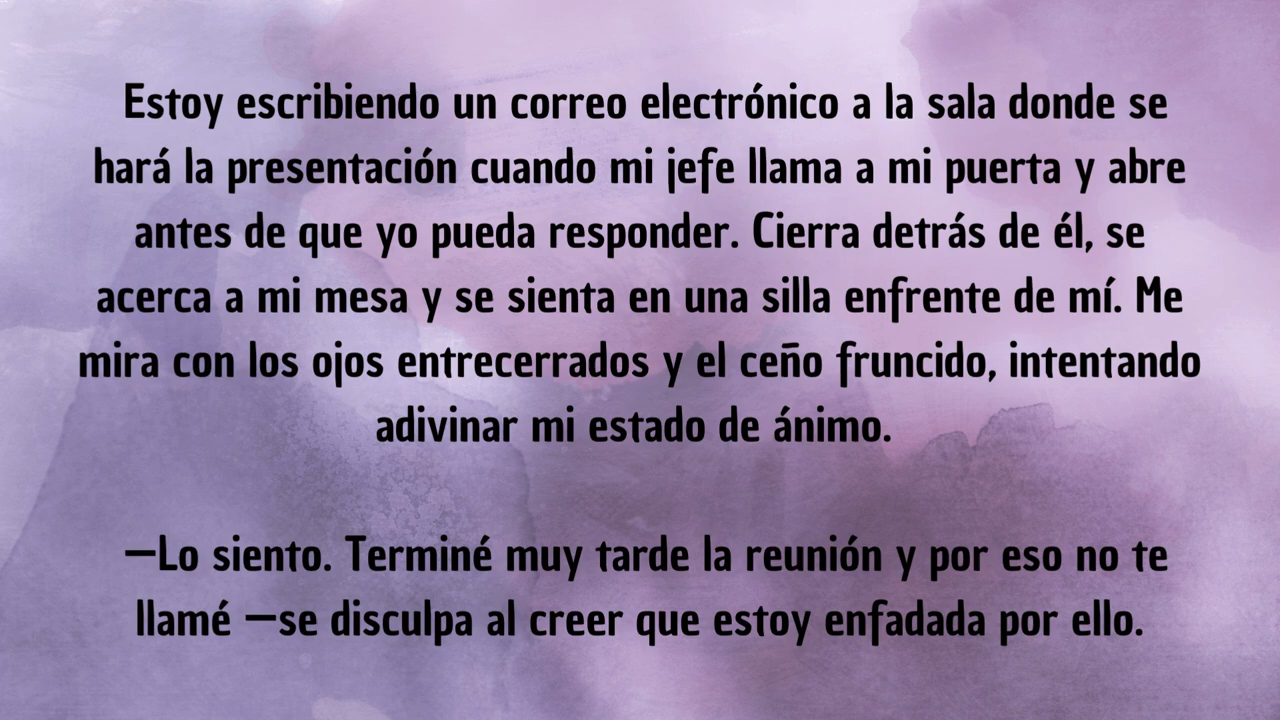 Estoy escribiendo un correo electrónico a la sala donde se
hará la presentación cuando mi jefe llama a mi puerta y abre
antes de que yo pueda responder. Cierra detrás de él, se
acerca a mi mesa y se sienta en una silla enfrente de mí. Me
mira con los ojos entrecerrados y el ceño fruncido, intentando
adivinar mi estado de ánimo.
—Lo siento. Terminé muy tarde la reunión y por eso no te
llamé —se disculpa al creer que estoy enfadada por ello.